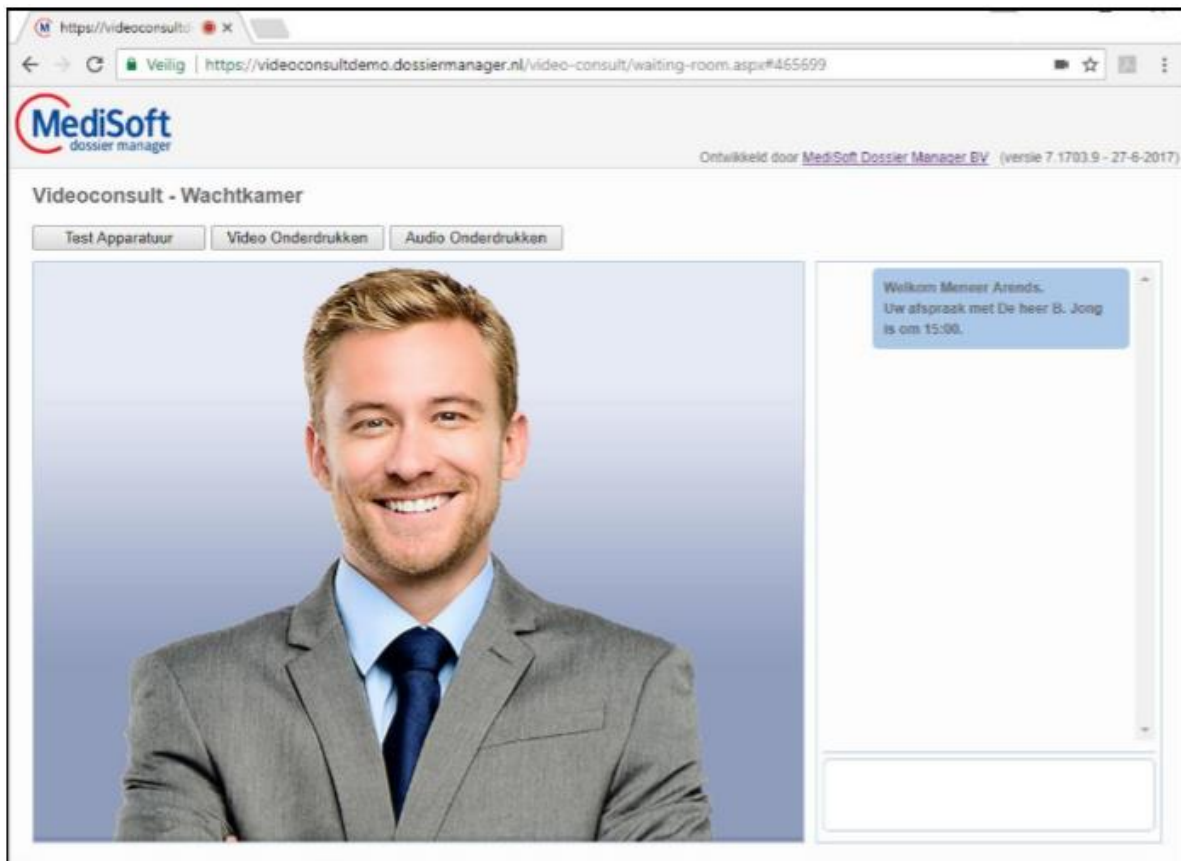 https://videoconsultd
Veilig | https://videoconsultdemo.dossiermanager.nl/video-consult/waiting-room.aspx#465699
MediSoft
dossier manager
Ontwikkeld door MediSoft Dossier Manager BV (versie 7.1703.9 - 27-6-2017)
Videoconsult - Wachtkamer
Test Apparatuur Video Onderdrukken Audio Onderdrukken
Welkom Meneer Arends.
Uw afspraak met De heer B. Jong
is om 15:00.